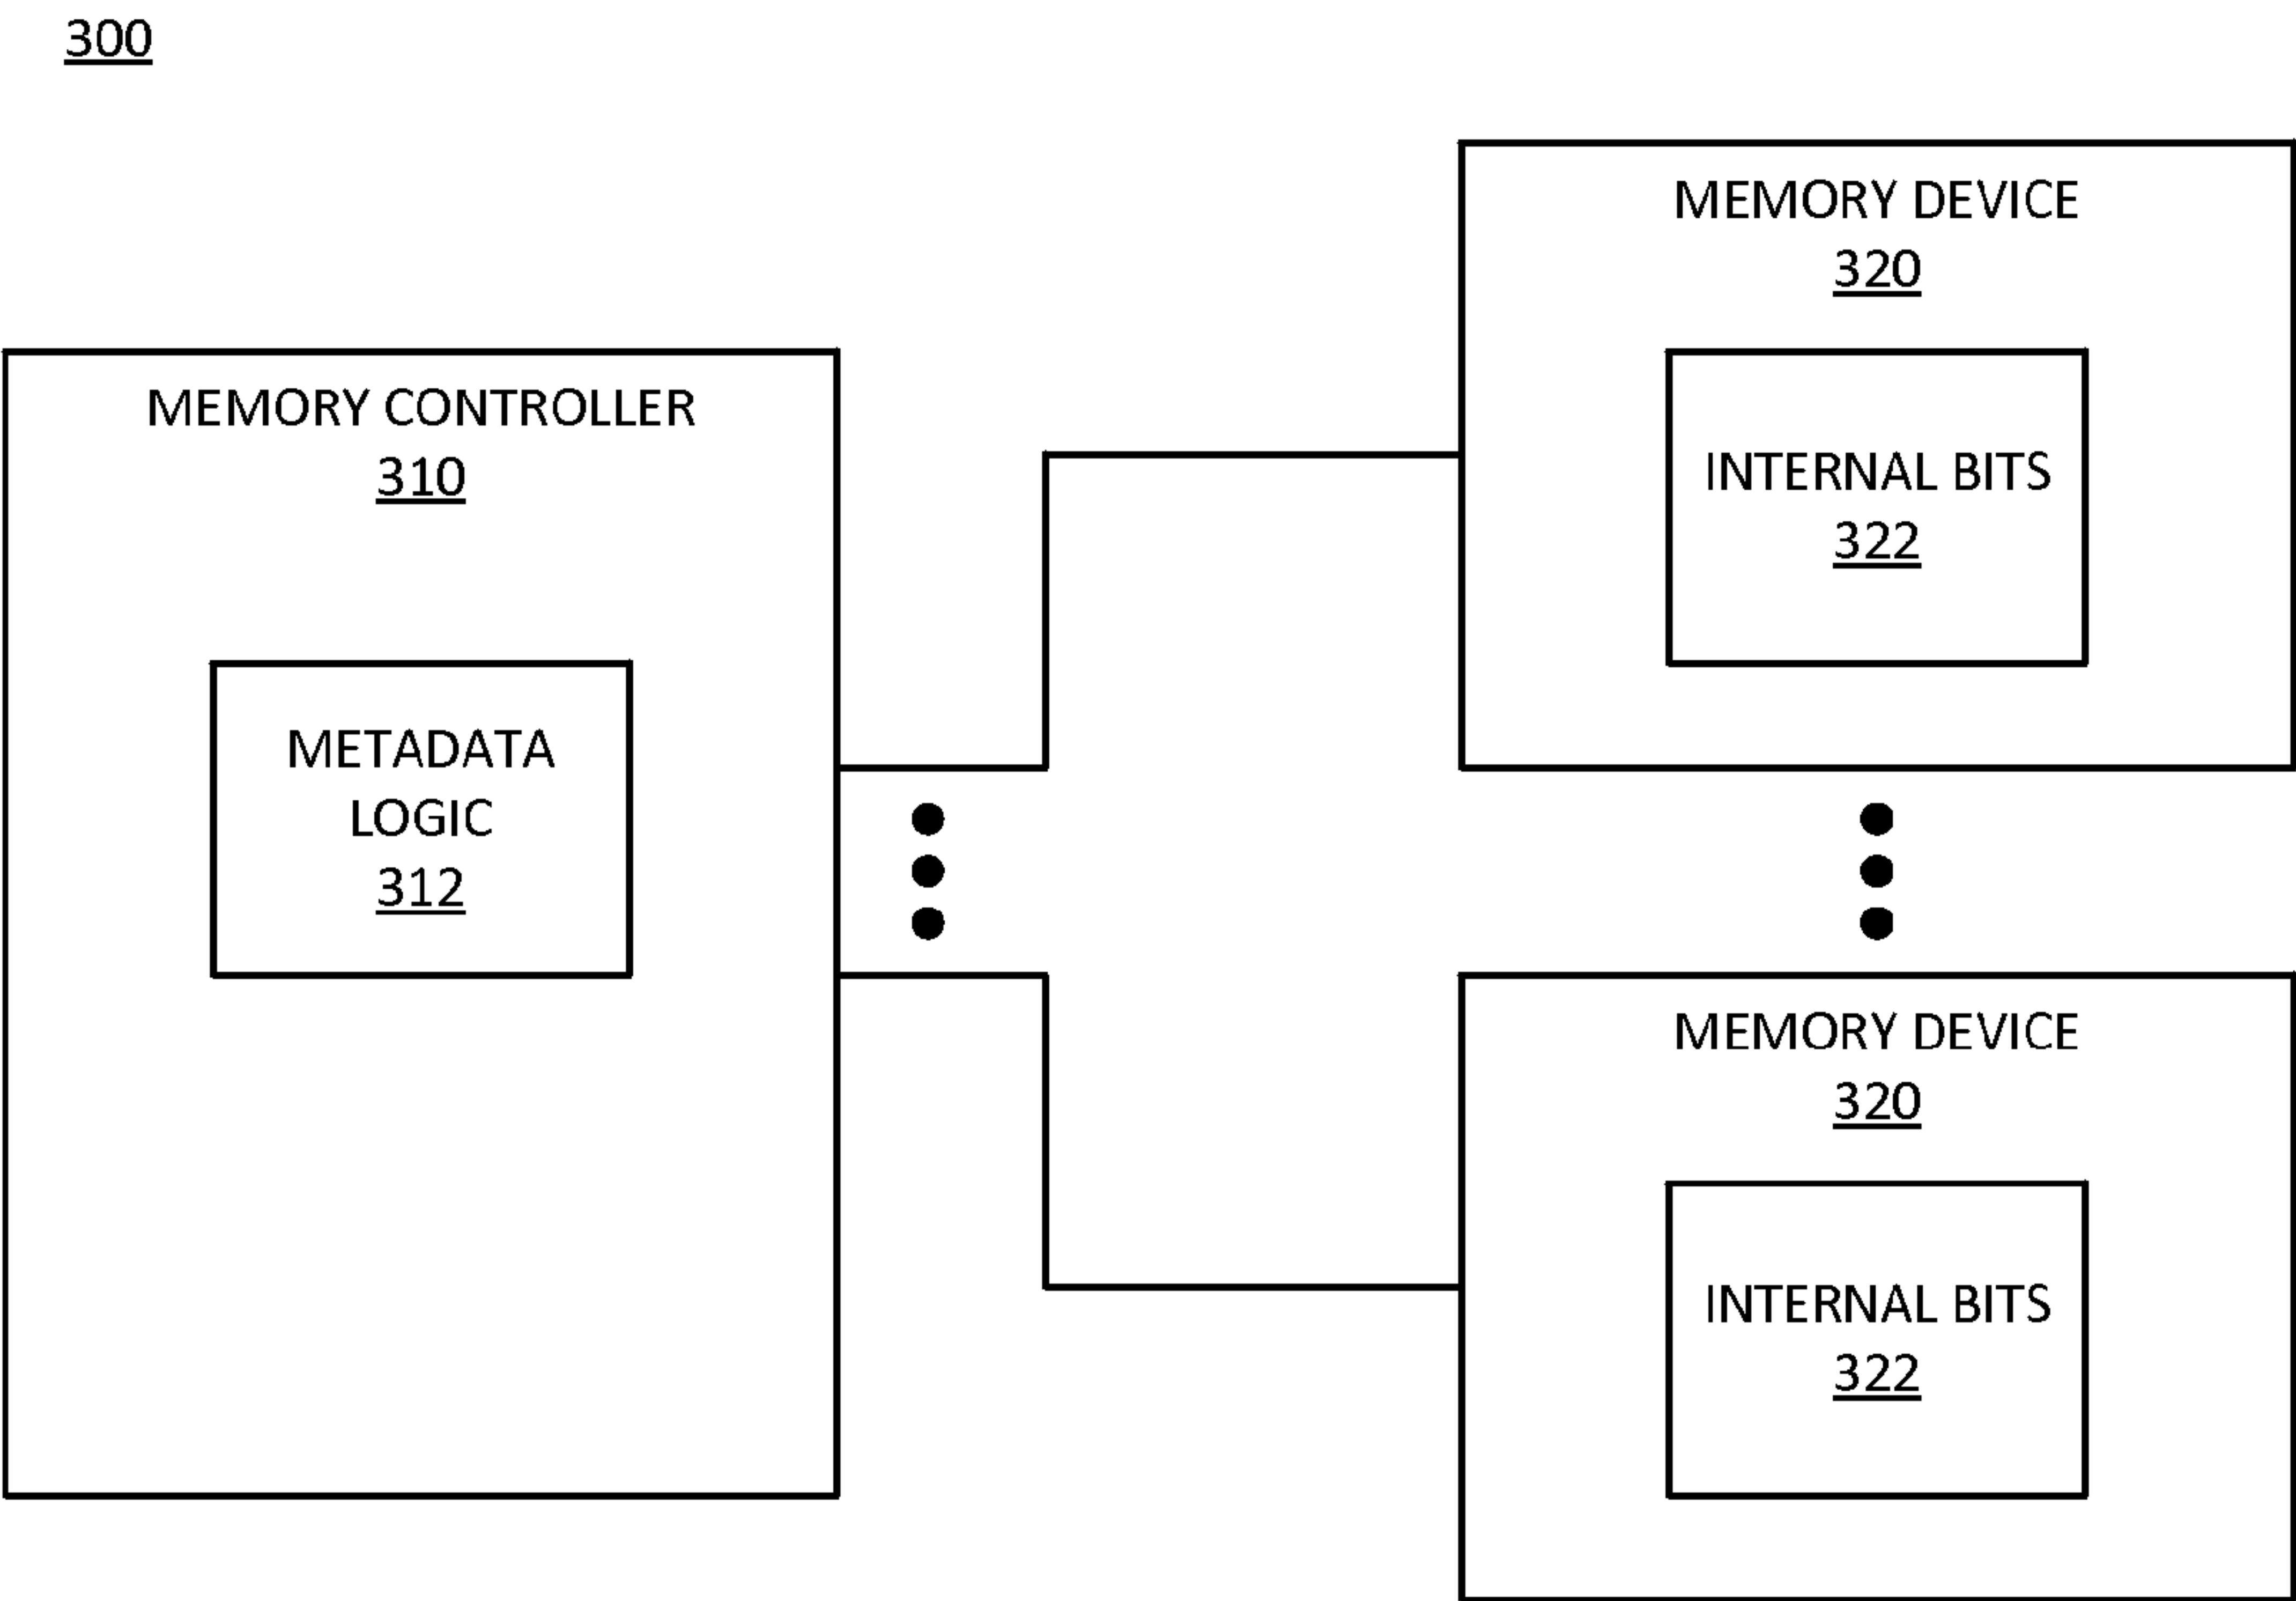 300
MEMORY CONTROLLER
310
METADATA
LOGIC
312
MEMORY DEVICE
320
INTERNAL BITS
322
MEMORY DEVICE
320
INTERNAL BITS
322